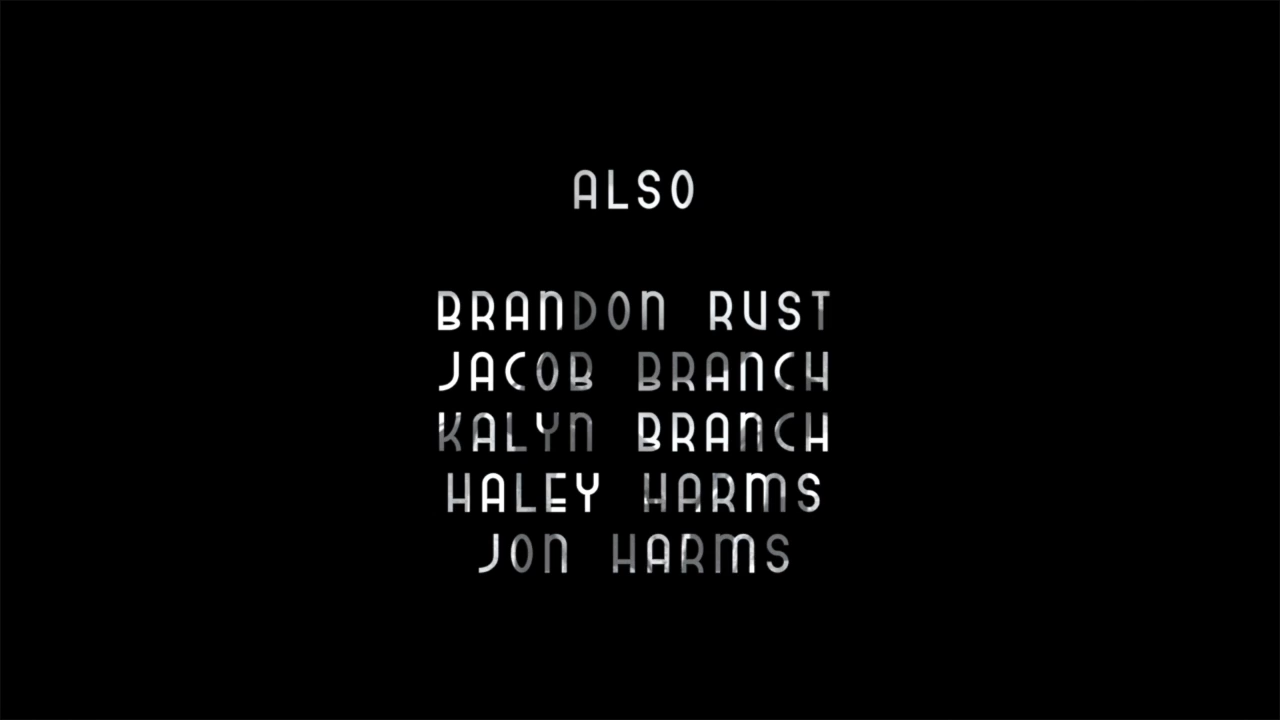 ALSO
BRANDON RUST
JACOB BRANCH
KALYN BRANCH
HALEY HARMS
JON HARMS